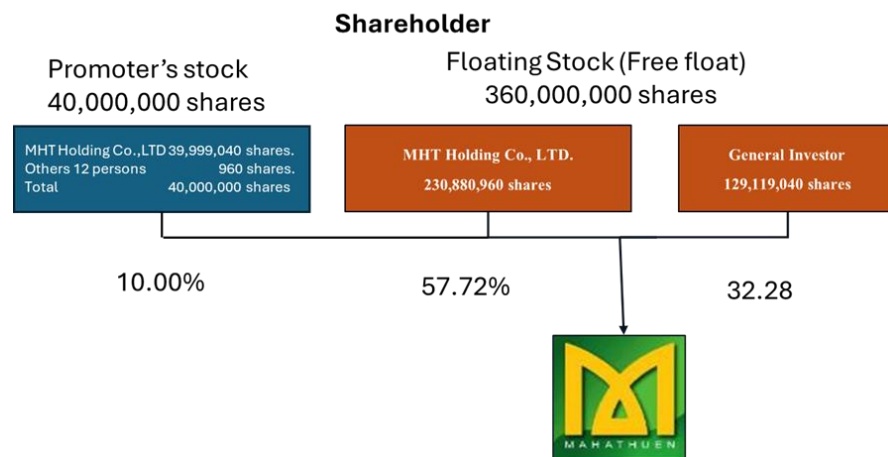 Shareholder
Promoter's stock
40,000,000 shares
Floating Stock (Free float)
360,000,000 shares
MHT Holding Co.,LTD 39,999,040 shares.
Others 12 persons 960 shares.
Total 40,000,000 shares
MHT Holding Co., LTD.
230,880,960 shares
General Investor
129,119,040 shares
10.00%
57.72%
32.28
MAHATHUEN